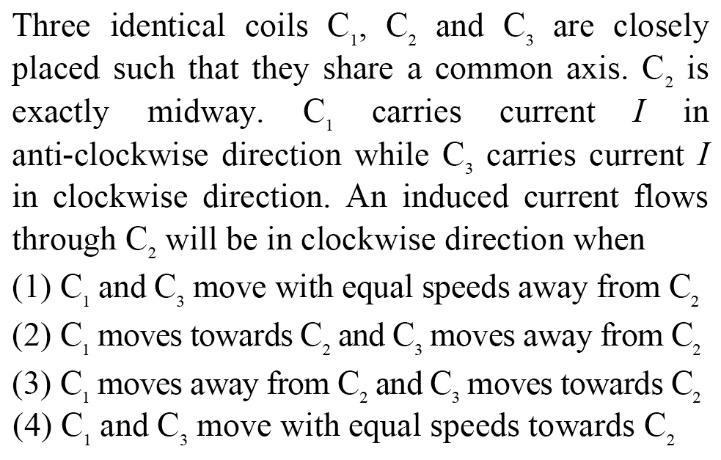 Three identical coils C₁, C₂ and C₃ are closely
placed such that they share a common axis. C₂ is
exactly midway. C₁ carries current I in
anti-clockwise direction while C₃ carries current I
in clockwise direction. An induced current flows
through C₂ will be in clockwise direction when
(1) C₁ and C₃ move with equal speeds away from C₂
(2) C₁ moves towards C₂ and C₃ moves away from C₂
(3) C₁ moves away from C₂ and C₃ moves towards C₂
(4) C₁ and C₃ move with equal speeds towards C₂